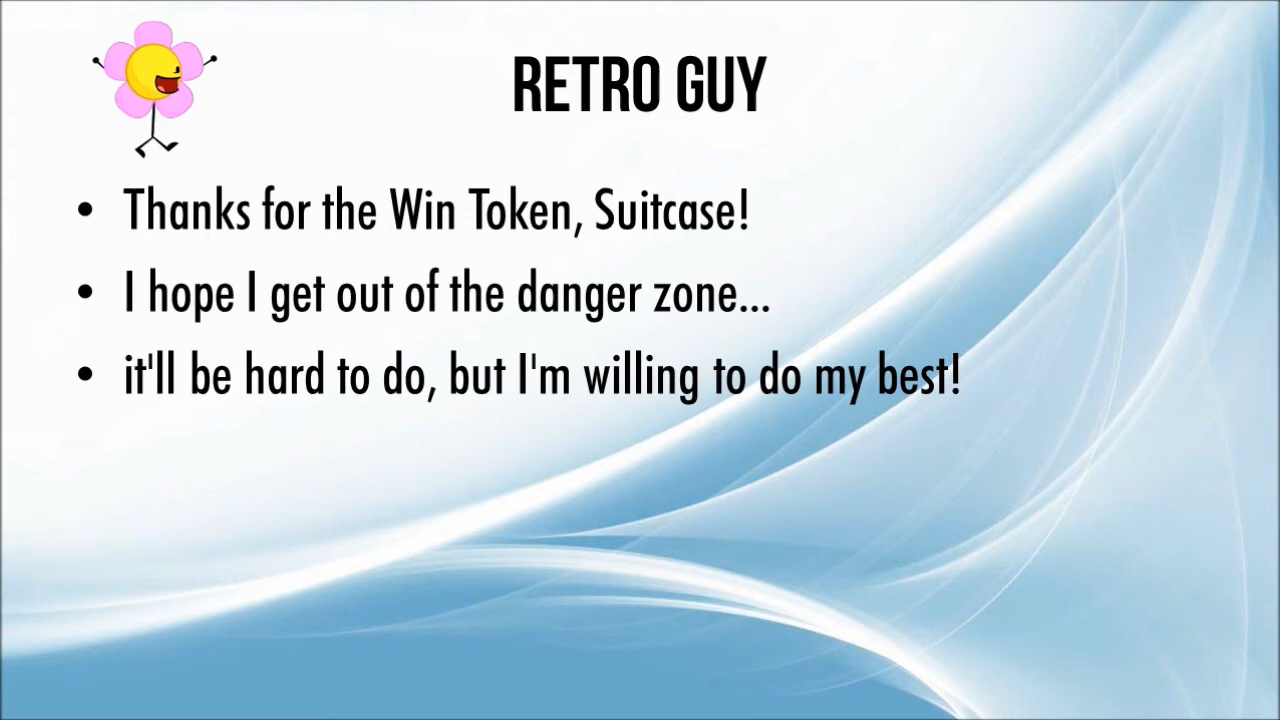 RETRO GUY
• Thanks for the Win Token, Suitcase!
• I hope I get out of the danger zone...
• it'll be hard to do, but I'm willing to do my best!